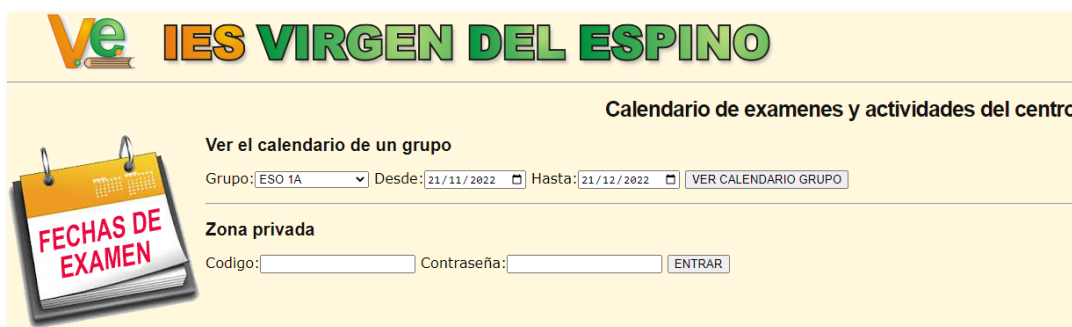 Ve IES VIRGEN DEL ESPINO
Calendario de examenes y actividades del centro
Ver el calendario de un grupo
Grupo: ESO 1A Desde: 21/11/2022 Hasta: 21/12/2022 VER CALENDARIO GRUPO
FECHAS DE
EXAMEN
Zona privada
Codigo: Contraseña: ENTRAR